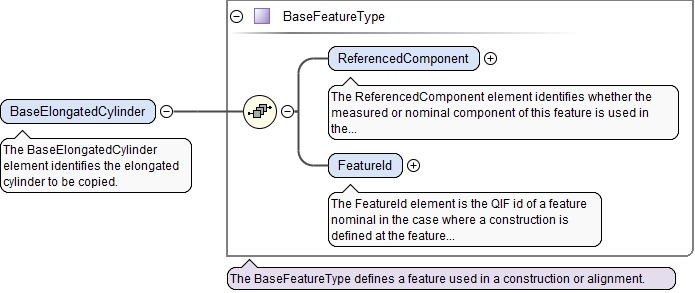 BaseFeatureType
ReferencedComponent
The ReferencedComponent element identifies whether the
measured or nominal component of this feature is used in
the...
BaseElongatedCylinder
The BaseElongatedCylinder
element identifies the elongated
cylinder to be copied.
FeatureId
The FeatureId element is the QIF id of a feature
nominal in the case where a construction is
defined at the feature...
The BaseFeatureType defines a feature used in a construction or alignment.